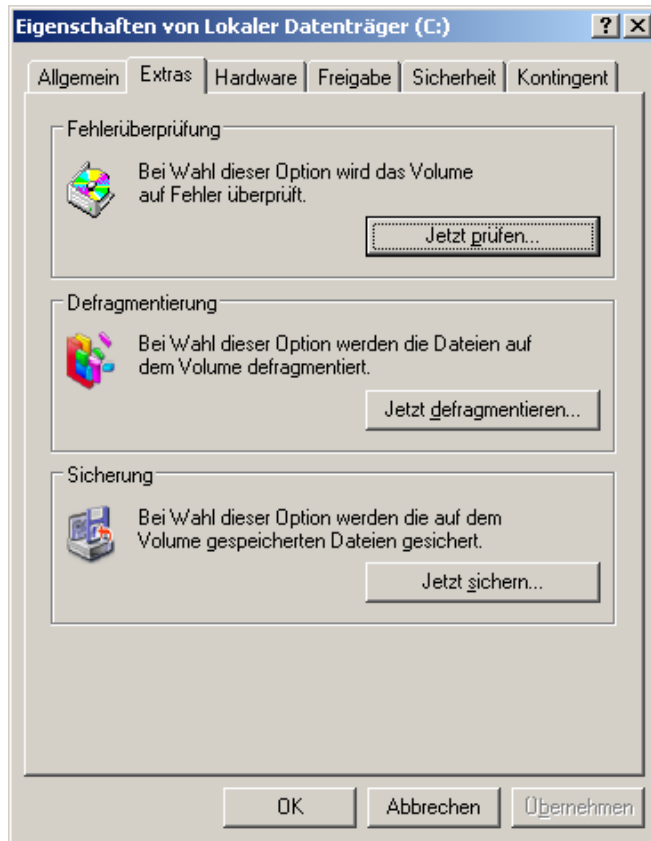 Eigenschaften von Lokaler Datenträger (C:)
Allgemein Extras Hardware Freigabe Sicherheit Kontingent
Fehlerüberprüfung
Bei Wahl dieser Option wird das Volume
auf Fehler überprüft.
Jetzt prüfen...
Defragmentierung
Bei Wahl dieser Option werden die Dateien auf
dem Volume defragmentiert.
Jetzt defragmentieren...
Sicherung
Bei Wahl dieser Option werden die auf dem
Volume gespeicherten Dateien gesichert.
Jetzt sichern...
OK Abbrechen Übernehmen